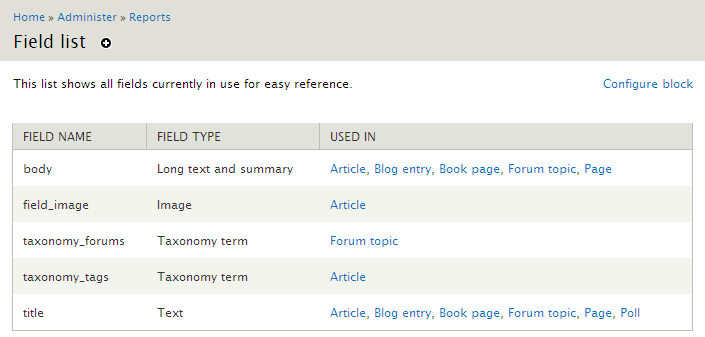 Home » Administer » Reports
Field list
This list shows all fields currently in use for easy reference. Configure block
FIELD NAME FIELD TYPE USED IN
body Long text and summary Article, Blog entry, Book page, Forum topic, Page
field_image Image Article
taxonomy_forums Taxonomy term Forum topic
taxonomy_tags Taxonomy term Article
title Text Article, Blog entry, Book page, Forum topic, Page, Poll